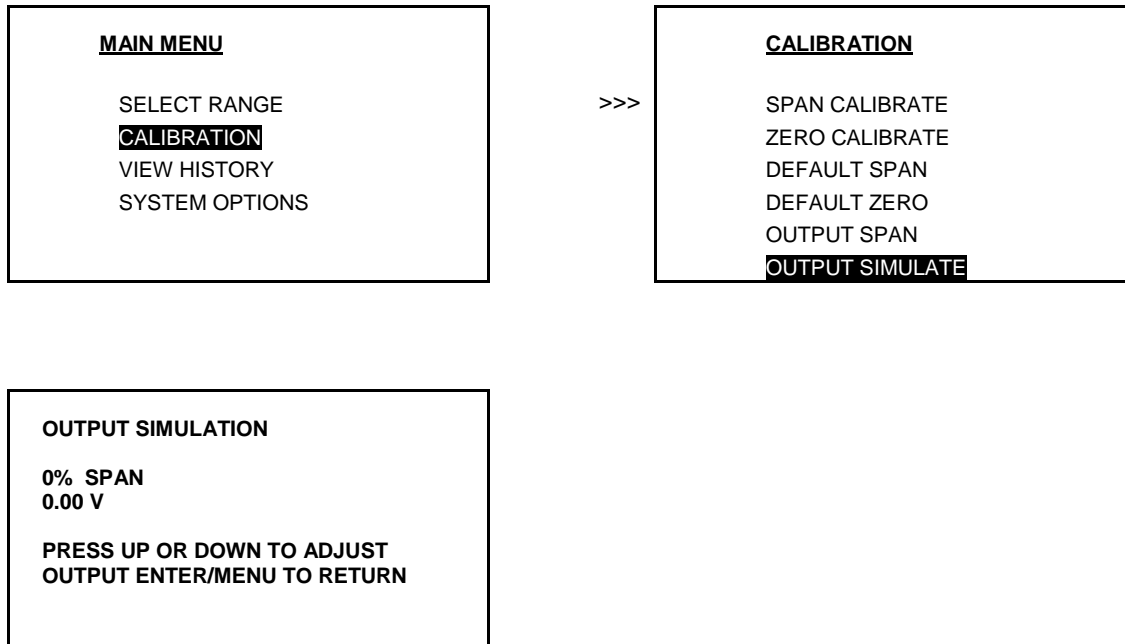 MAIN MENU
SELECT RANGE
CALIBRATION
VIEW HISTORY
SYSTEM OPTIONS
>>>
CALIBRATION
SPAN CALIBRATE
ZERO CALIBRATE
DEFAULT SPAN
DEFAULT ZERO
OUTPUT SPAN
OUTPUT SIMULATE
OUTPUT SIMULATION
0% SPAN
0.00 V
PRESS UP OR DOWN TO ADJUST
OUTPUT ENTER/MENU TO RETURN